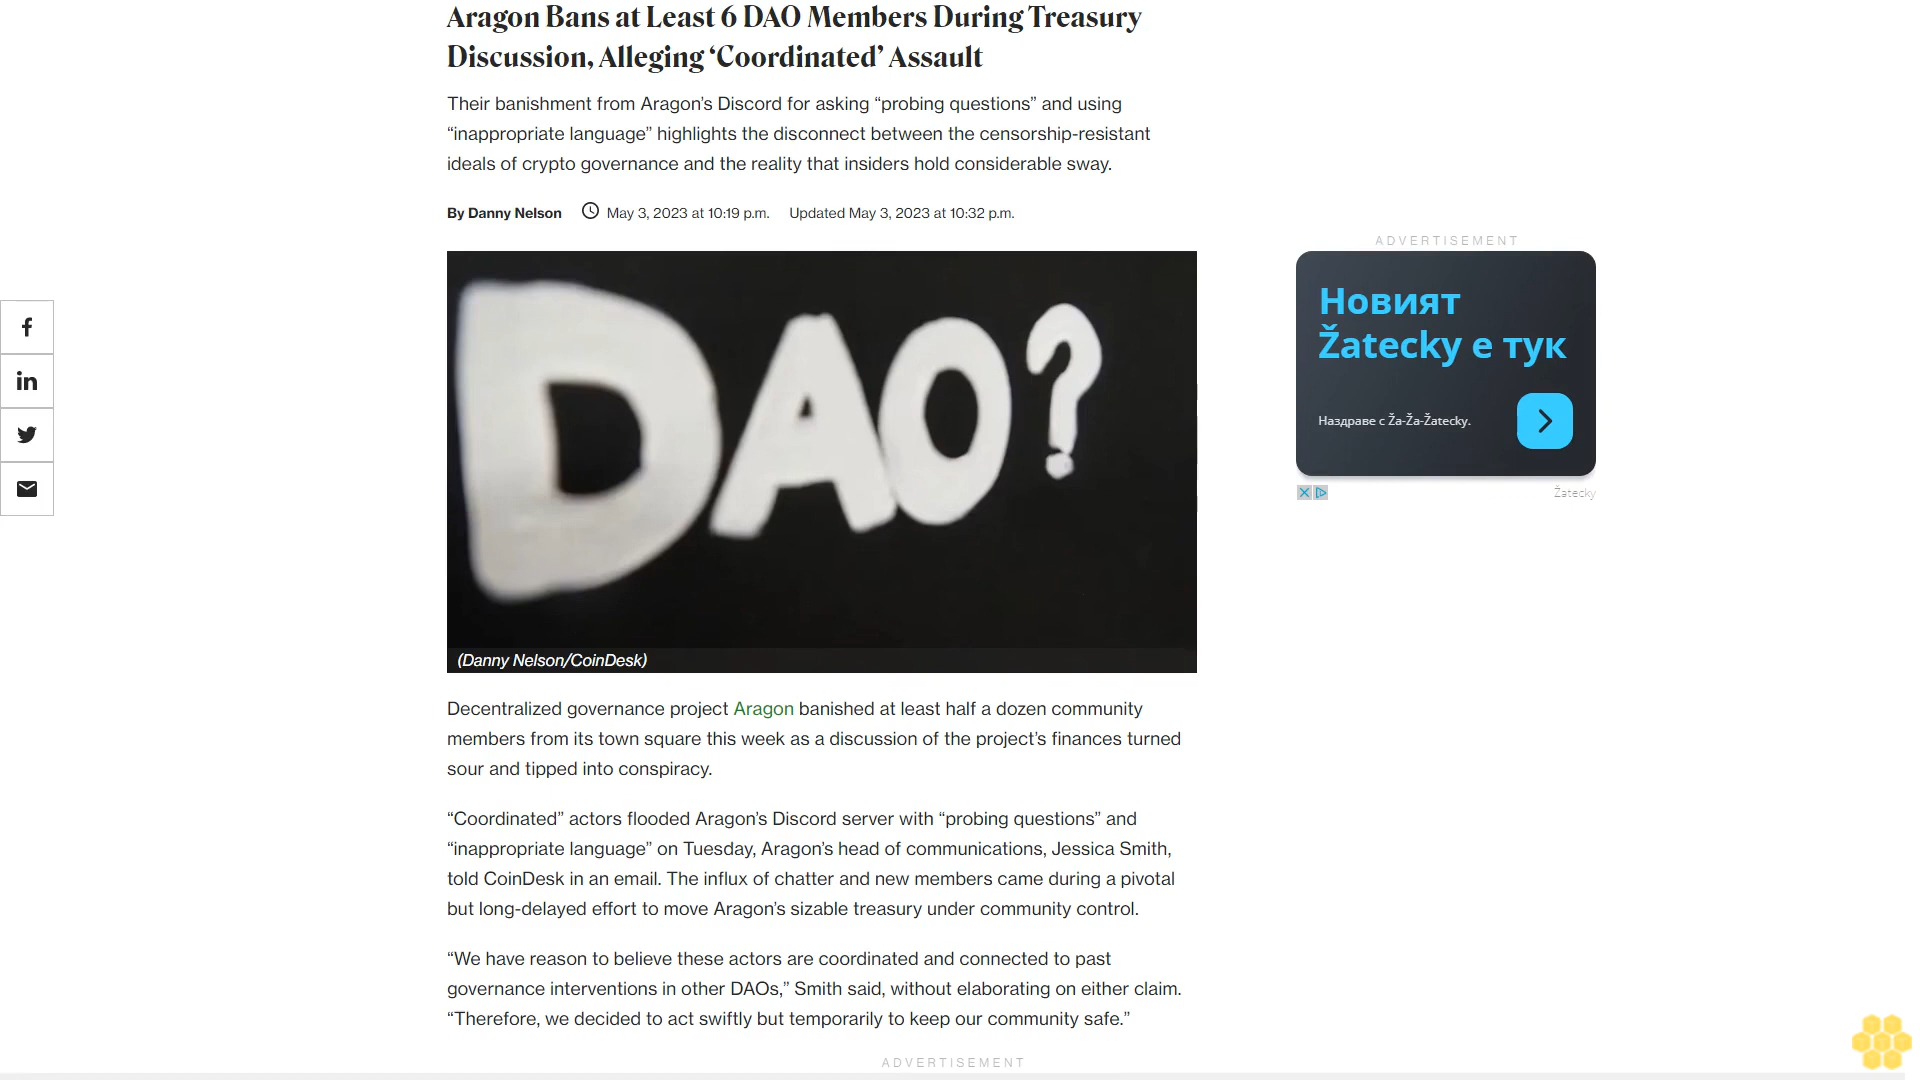 Aragon Bans at Least 6 DAO Members During Treasury
Discussion, Alleging ‘Coordinated’ Assault
Their banishment from Aragon’s Discord for asking “probing questions” and using
“inappropriate language” highlights the disconnect between the censorship-resistant
ideals of crypto governance and the reality that insiders hold considerable sway.
By Danny Nelson May 3, 2023 at 10:19 p.m. Updated May 3, 2023 at 10:32 p.m.
DAO?
(Danny Nelson/CoinDesk)
ADVERTISEMENT
Новият
Žatecky е тук
Наздраве с Ža-Ža-Žatecky.
Žatecky
Decentralized governance project Aragon banished at least half a dozen community
members from its town square this week as a discussion of the project’s finances turned
sour and tipped into conspiracy.
“Coordinated” actors flooded Aragon’s Discord server with “probing questions” and
“inappropriate language” on Tuesday, Aragon’s head of communications, Jessica Smith,
told CoinDesk in an email. The influx of chatter and new members came during a pivotal
but long-delayed effort to move Aragon’s sizable treasury under community control.
“We have reason to believe these actors are coordinated and connected to past
governance interventions in other DAOs,” Smith said, without elaborating on either claim.
“Therefore, we decided to act swiftly but temporarily to keep our community safe.”
ADVERTISEMENT